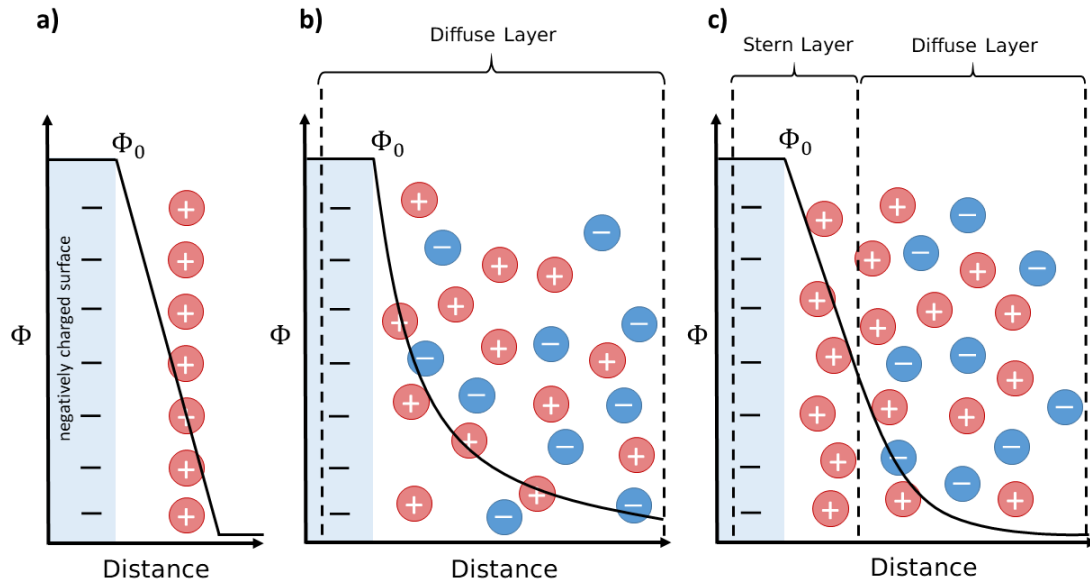 a)
Φ₀
Φ
negatively charged surface
Distance
b)
Diffuse Layer
Φ₀
Φ
Distance
c)
Stern Layer
Diffuse Layer
Φ₀
Φ
Distance